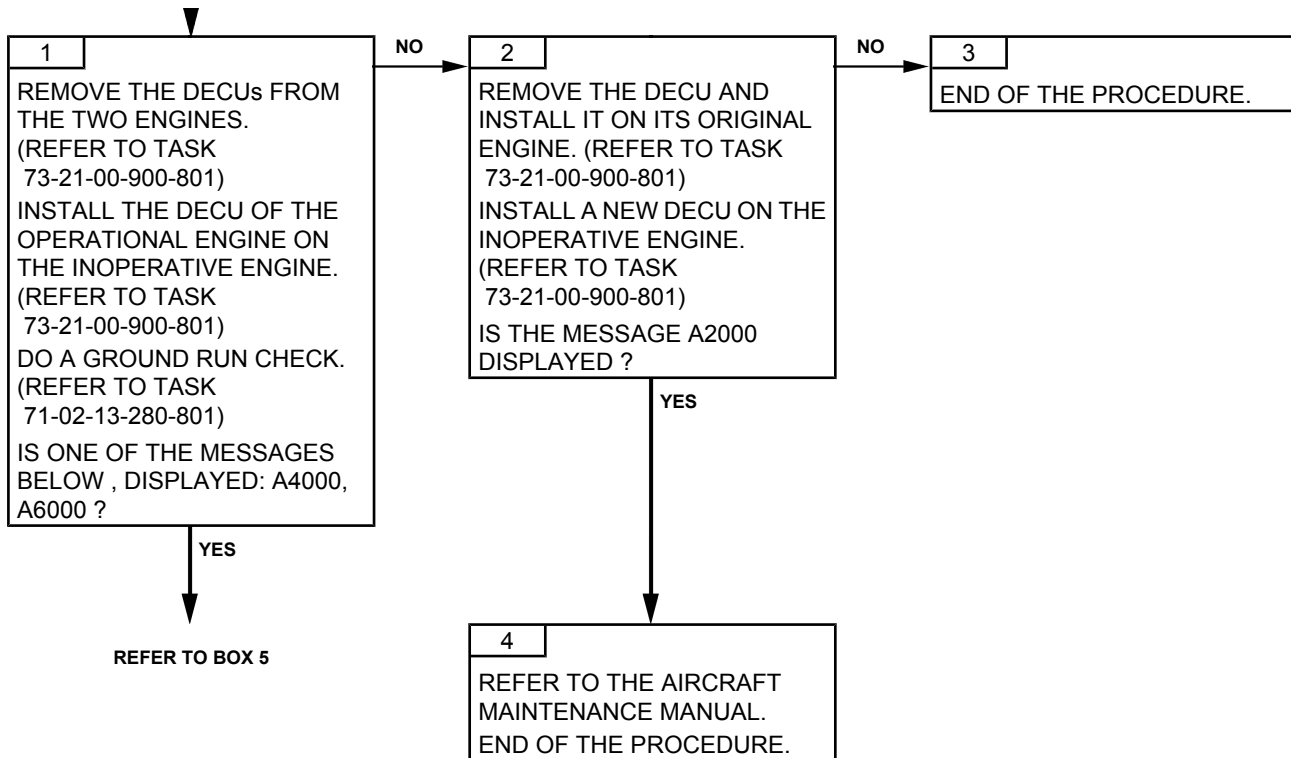 1
REMOVE THE DECUs FROM
THE TWO ENGINES.
(REFER TO TASK
73-21-00-900-801)
INSTALL THE DECU OF THE
OPERATIONAL ENGINE ON
THE INOPERATIVE ENGINE.
(REFER TO TASK
73-21-00-900-801)
DO A GROUND RUN CHECK.
(REFER TO TASK
71-02-13-280-801)
IS ONE OF THE MESSAGES
BELOW , DISPLAYED: A4000,
A6000 ?
NO
YES
REFER TO BOX 5
2
REMOVE THE DECU AND
INSTALL IT ON ITS ORIGINAL
ENGINE. (REFER TO TASK
73-21-00-900-801)
INSTALL A NEW DECU ON THE
INOPERATIVE ENGINE.
(REFER TO TASK
73-21-00-900-801)
IS THE MESSAGE A2000
DISPLAYED ?
NO
YES
3
END OF THE PROCEDURE.
4
REFER TO THE AIRCRAFT
MAINTENANCE MANUAL.
END OF THE PROCEDURE.